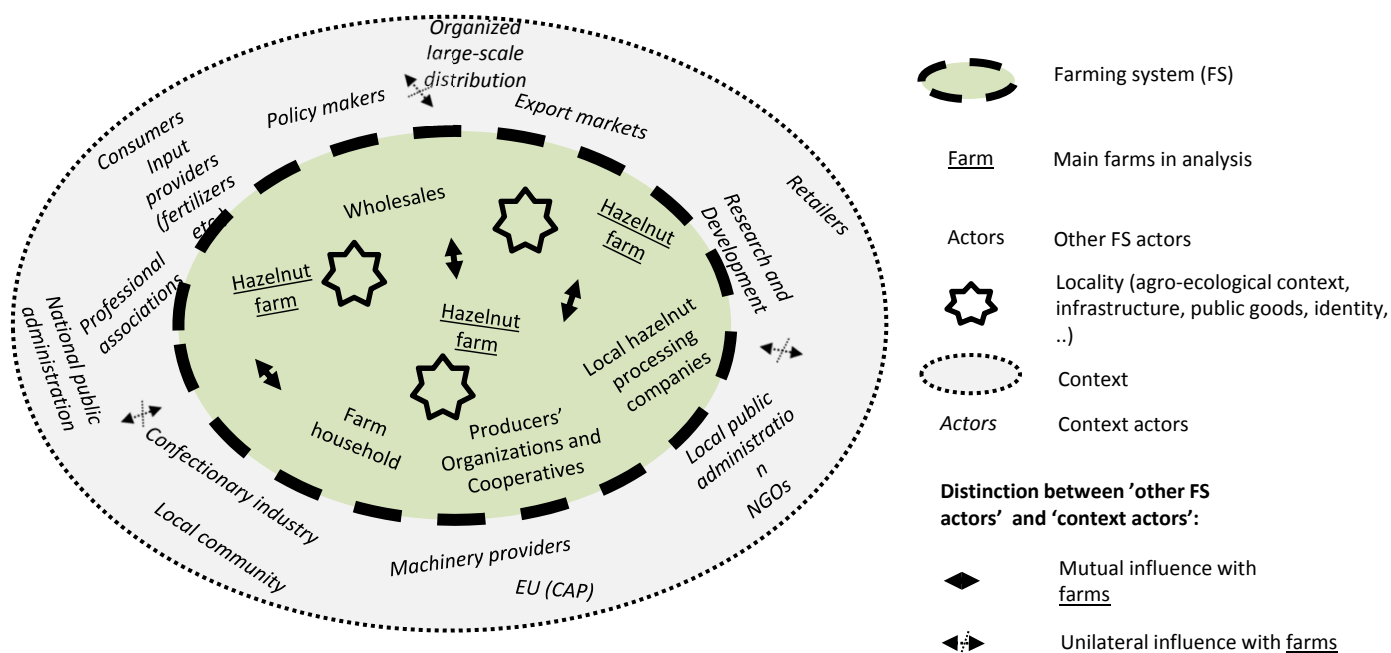 Organized
large-scale
distribution
Policy makers
Export markets
Consumers
Input
providers
(fertilizers
etc.)
Professional
associations
National public
administration
Retailers
Research and
Development
Wholesales
Hazelnut
farm
Hazelnut
farm
Hazelnut
farm
Local hazelnut
processing
companies
Farm
household
Producers’
Organizations and
Cooperatives
Local public
administratio
n
NGOs
Confectionary industry
Local community
Machinery providers
EU (CAP)
Farming system (FS)
Farm
Main farms in analysis
Actors
Other FS actors
Locality (agro-ecological context,
infrastructure, public goods, identity,
..)
Context
Actors
Context actors
Distinction between ’other FS
actors’ and ‘context actors’:
Mutual influence with
farms
Unilateral influence with farms